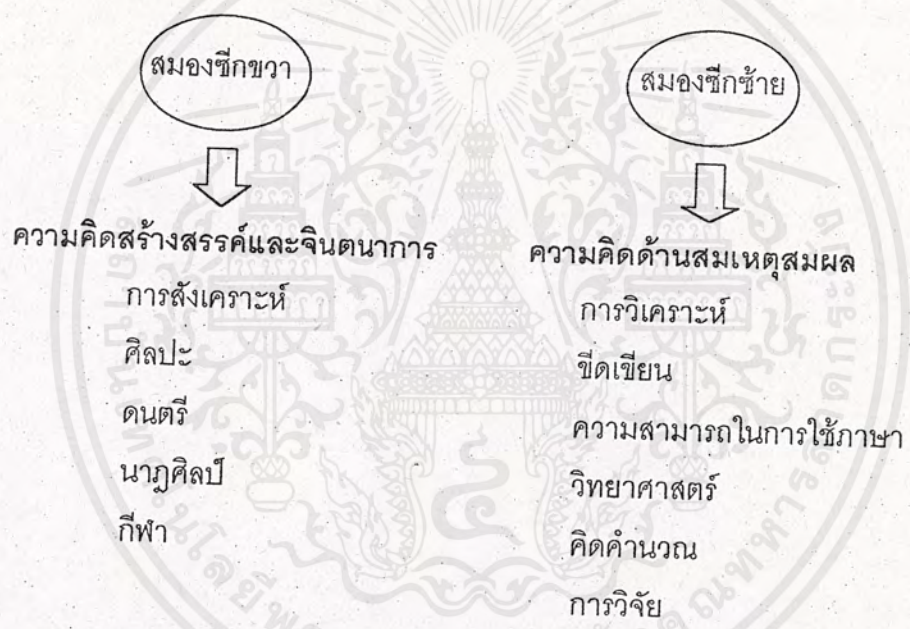 สมองซีกขวา
ความคิดสร้างสรรค์และจินตนาการ
การสังเคราะห์
ศิลปะ
ดนตรี
นาฏศิลป์
กีฬา
สมองซีกซ้าย
ความคิดด้านสมเหตุสมผล
การวิเคราะห์
ขีดเขียน
ความสามารถในการใช้ภาษา
วิทยาศาสตร์
คิดคำนวณ
การวิจัย